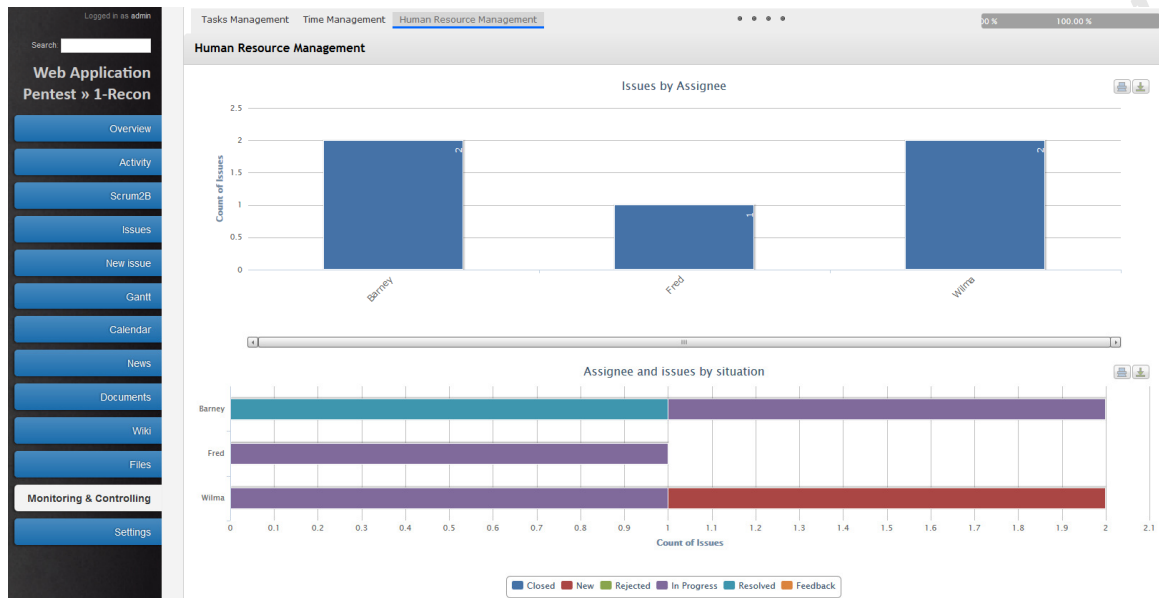 Logged in as admin
Search:
Web Application
Pentest » 1-Recon
Overview
Activity
Scrum2B
Issues
New issue
Gantt
Calendar
News
Documents
Wiki
Files
Monitoring & Controlling
Settings
Tasks Management Time Management Human Resource Management
00 % 100.00 %
Human Resource Management
Issues by Assignee
Count of Issues
2.5
2
1.5
1
0.5
0
2
1
2
Barney Fred Wilma
Assignee and issues by situation
Barney
Fred
Wilma
0 0.1 0.2 0.3 0.4 0.5 0.6 0.7 0.8 0.9 1 1.1 1.2 1.3 1.4 1.5 1.6 1.7 1.8 1.9 2 2.1
Count of Issues
Closed New Rejected In Progress Resolved Feedback